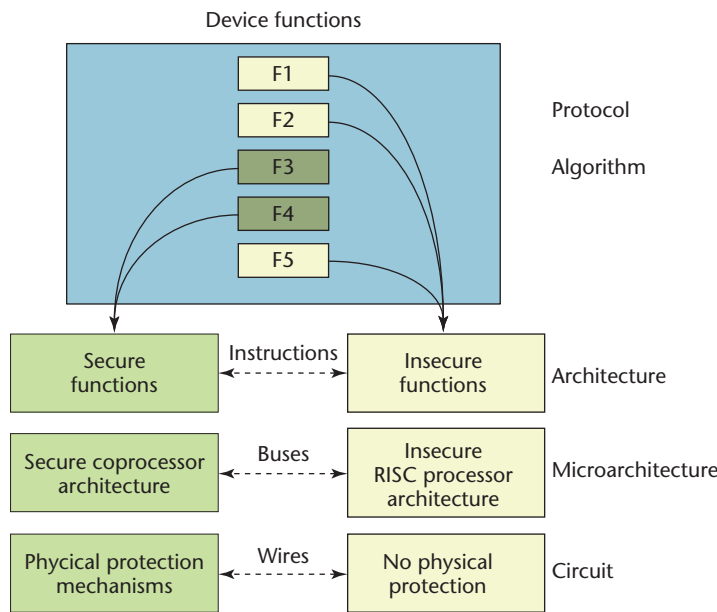 Device functions
F1
F2
Protocol
F3
Algorithm
F4
F5
Secure
functions
Instructions
Insecure
functions
Architecture
Secure coprocessor
architecture
Buses
Insecure
RISC processor
architecture
Microarchitecture
Phycical protection
mechanisms
Wires
No physical
protection
Circuit